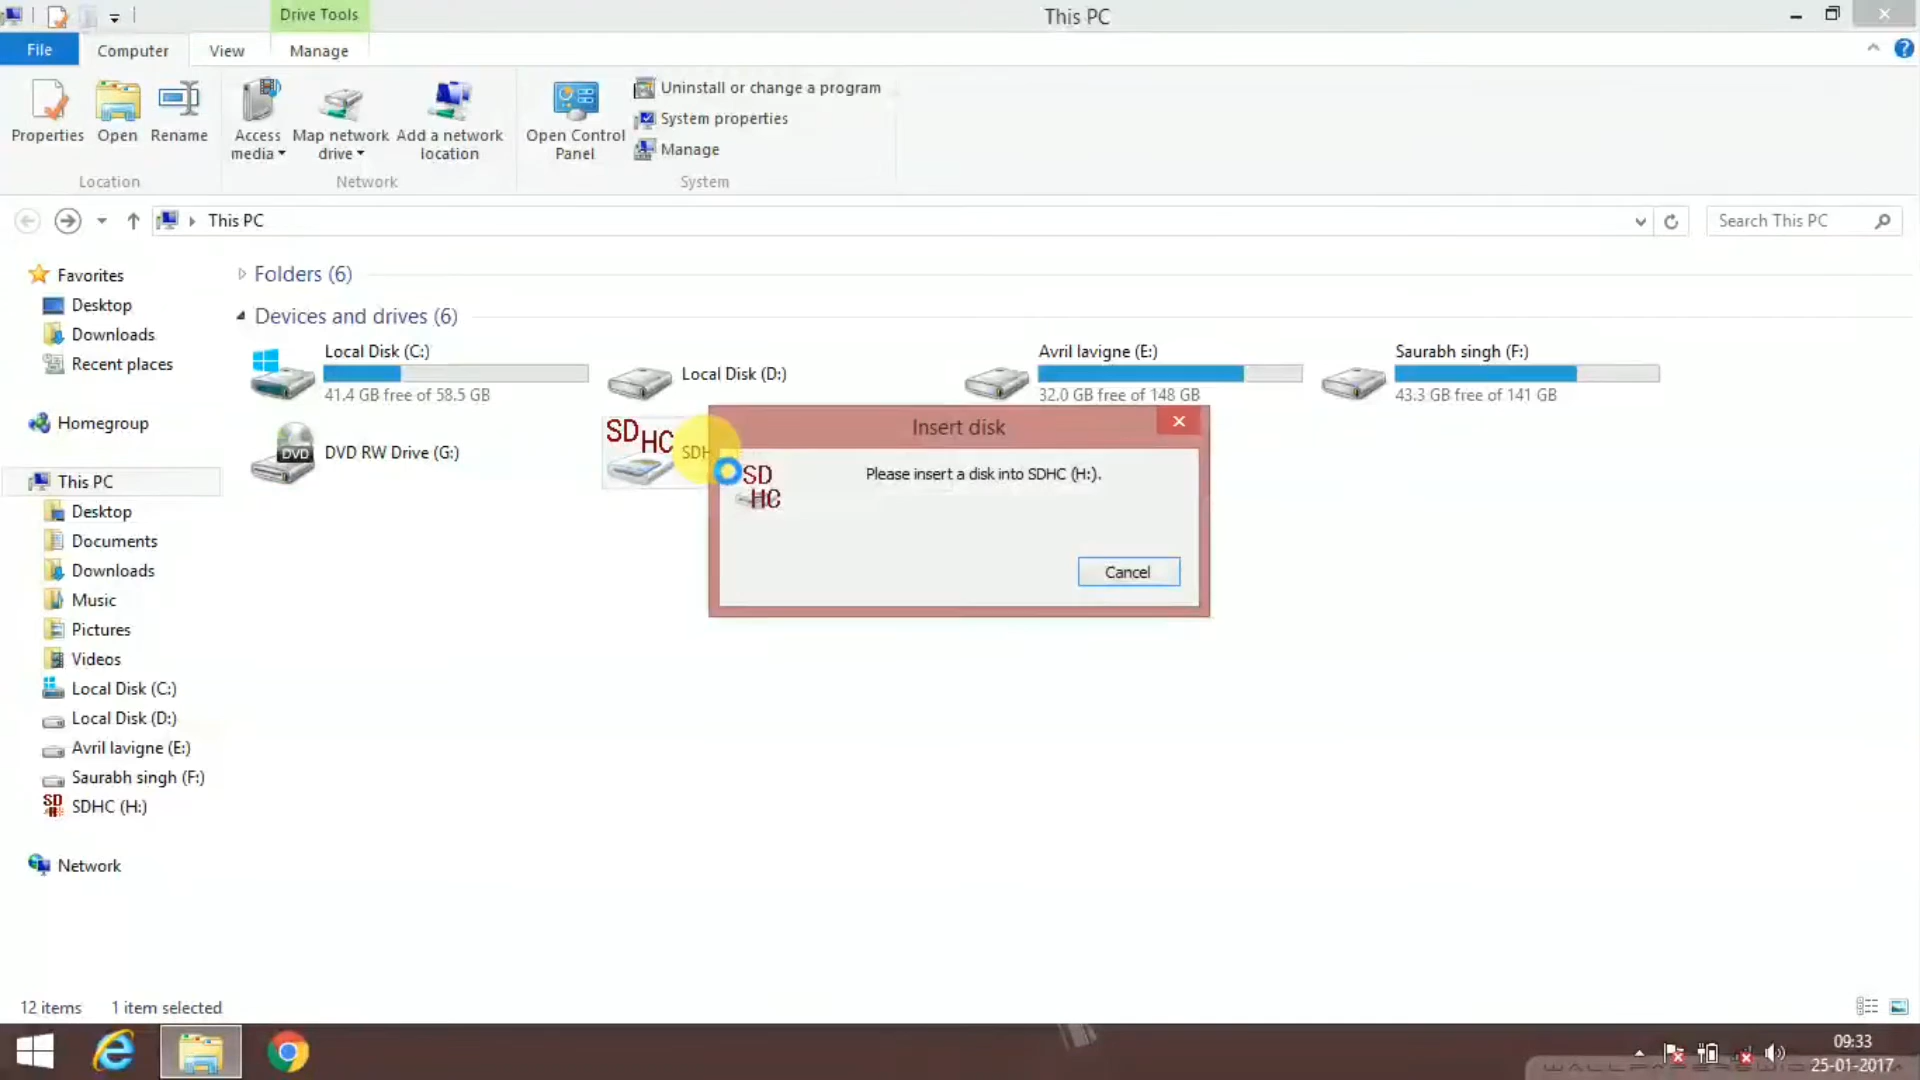 Drive Tools
This PC
File
Computer
View
Manage
Properties
Open
Rename
Access media
Map network drive
Add a network location
Open Control Panel
Uninstall or change a program
System properties
Manage
Location
Network
System
This PC
Search This PC
Favorites
Desktop
Downloads
Recent places
Homegroup
This PC
Desktop
Documents
Downloads
Music
Pictures
Videos
Local Disk (C:)
Local Disk (D:)
Avril lavigne (E:)
Saurabh singh (F:)
SD
SDHC (H:)
Network
Folders (6)
Devices and drives (6)
Local Disk (C:)
41.4 GB free of 58.5 GB
Local Disk (D:)
Avril lavigne (E:)
32.0 GB free of 148 GB
Saurabh singh (F:)
43.3 GB free of 141 GB
DVD
DVD RW Drive (G:)
SD HC
Insert disk
SD
HC
Please insert a disk into SDHC (H:).
Cancel
12 items
1 item selected
09:33
25-01-2017